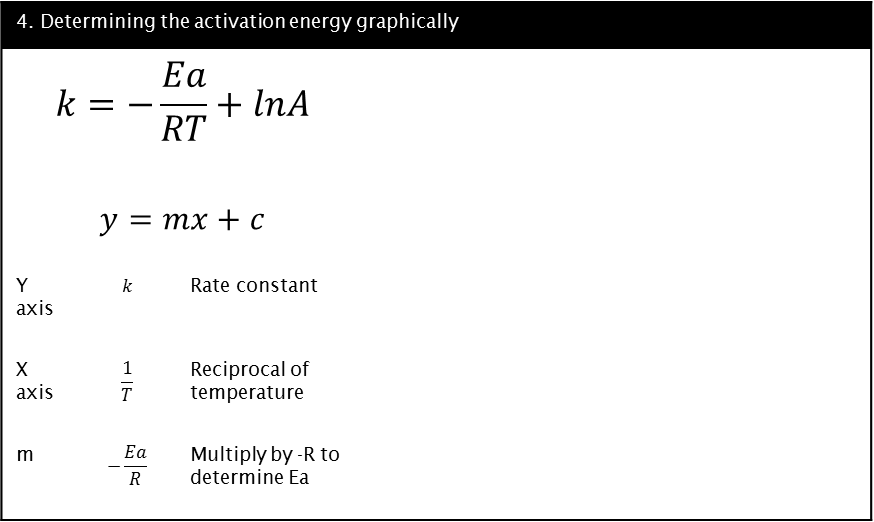 4. Determining the activation energy graphically
k = − Ea/RT + lnA
y = mx + c
Y axis k Rate constant
X axis 1/T Reciprocal of temperature
m −Ea/R Multiply by -R to determine Ea